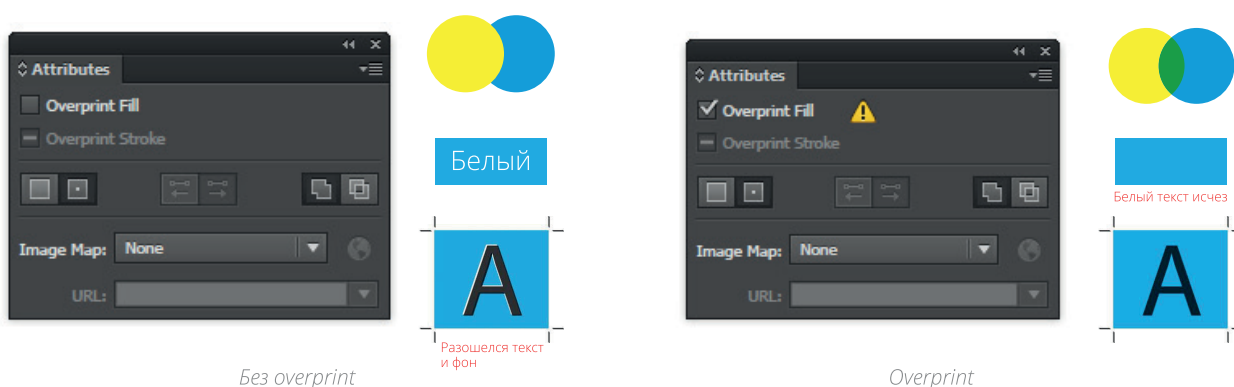 Attributes
Overprint Fill
Overprint Stroke
Image Map: None
URL:
Белый
A
Разошелся текст
и фон
Без overprint
Attributes
Overprint Fill
Overprint Stroke
Image Map: None
URL:
Белый текст исчез
A
Overprint